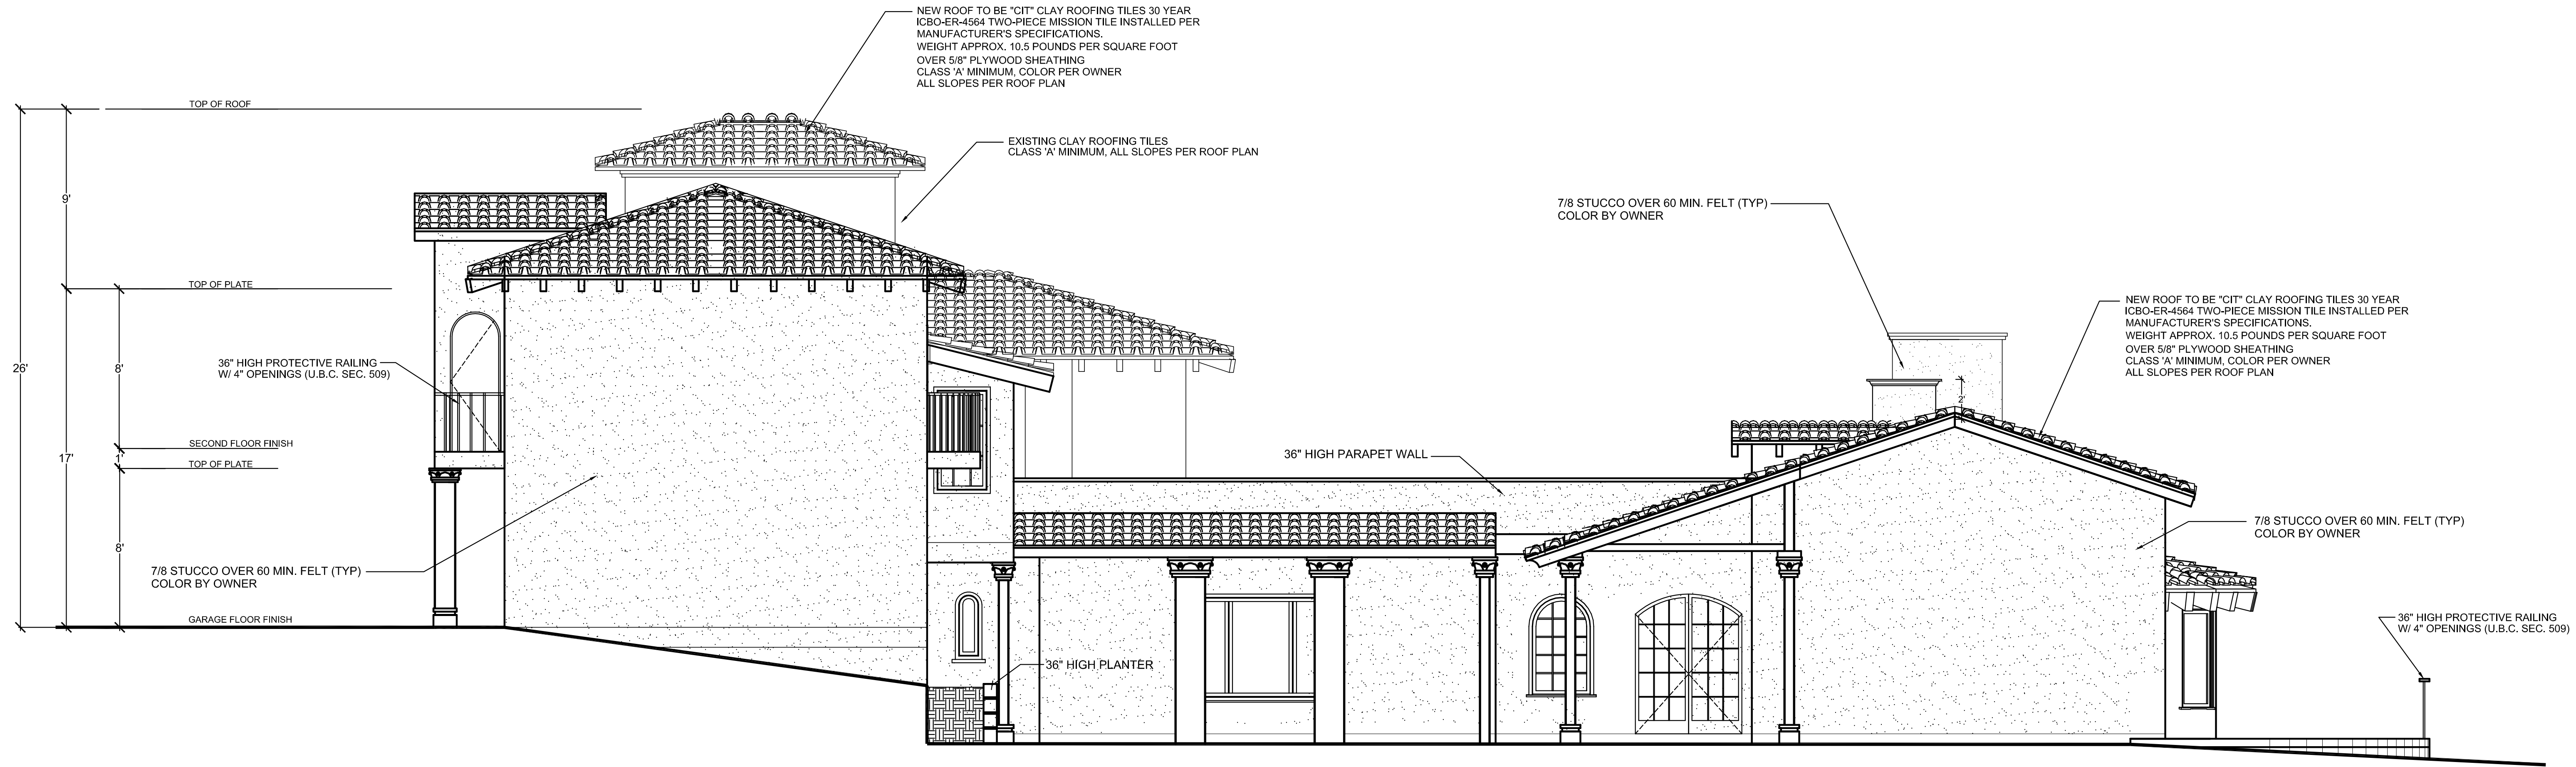 NEW ROOF TO BE "CIT" CLAY ROOFING TILES 30 YEAR
ICBO-ER-4564 TWO-PIECE MISSION TILE INSTALLED PER
MANUFACTURER'S SPECIFICATIONS.
WEIGHT APPROX. 10.5 POUNDS PER SQUARE FOOT
OVER 5/8" PLYWOOD SHEATHING
CLASS 'A' MINIMUM, COLOR PER OWNER
ALL SLOPES PER ROOF PLAN
TOP OF ROOF
EXISTING CLAY ROOFING TILES
CLASS 'A' MINIMUM, ALL SLOPES PER ROOF PLAN
9'
7/8 STUCCO OVER 60 MIN. FELT (TYP)
COLOR BY OWNER
TOP OF PLATE
NEW ROOF TO BE "CIT" CLAY ROOFING TILES 30 YEAR
ICBO-ER-4564 TWO-PIECE MISSION TILE INSTALLED PER
MANUFACTURER'S SPECIFICATIONS.
WEIGHT APPROX. 10.5 POUNDS PER SQUARE FOOT
OVER 5/8" PLYWOOD SHEATHING
CLASS 'A' MINIMUM, COLOR PER OWNER
ALL SLOPES PER ROOF PLAN
26'
8'
36" HIGH PROTECTIVE RAILING
W/ 4" OPENINGS (U.B.C. SEC. 509)
2'
SECOND FLOOR FINISH
17'
1'
TOP OF PLATE
36" HIGH PARAPET WALL
7/8 STUCCO OVER 60 MIN. FELT (TYP)
COLOR BY OWNER
8'
7/8 STUCCO OVER 60 MIN. FELT (TYP)
COLOR BY OWNER
GARAGE FLOOR FINISH
36" HIGH PROTECTIVE RAILING
W/ 4" OPENINGS (U.B.C. SEC. 509)
36" HIGH PLANTER